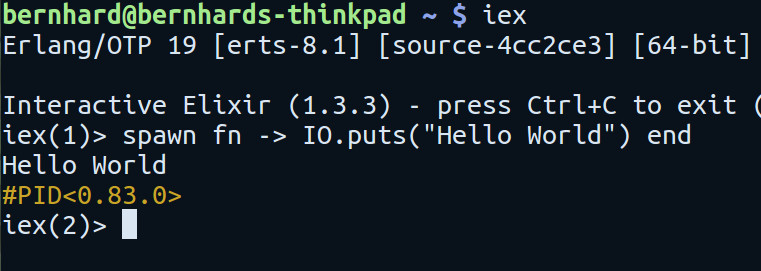 bernhard@bernhards-thinkpad ~ $ iex
Erlang/OTP 19 [erts-8.1] [source-4cc2ce3] [64-bit]
Interactive Elixir (1.3.3) - press Ctrl+C to exit (
iex(1)> spawn fn -> IO.puts("Hello World") end
Hello World
#PID<0.83.0>
iex(2)>